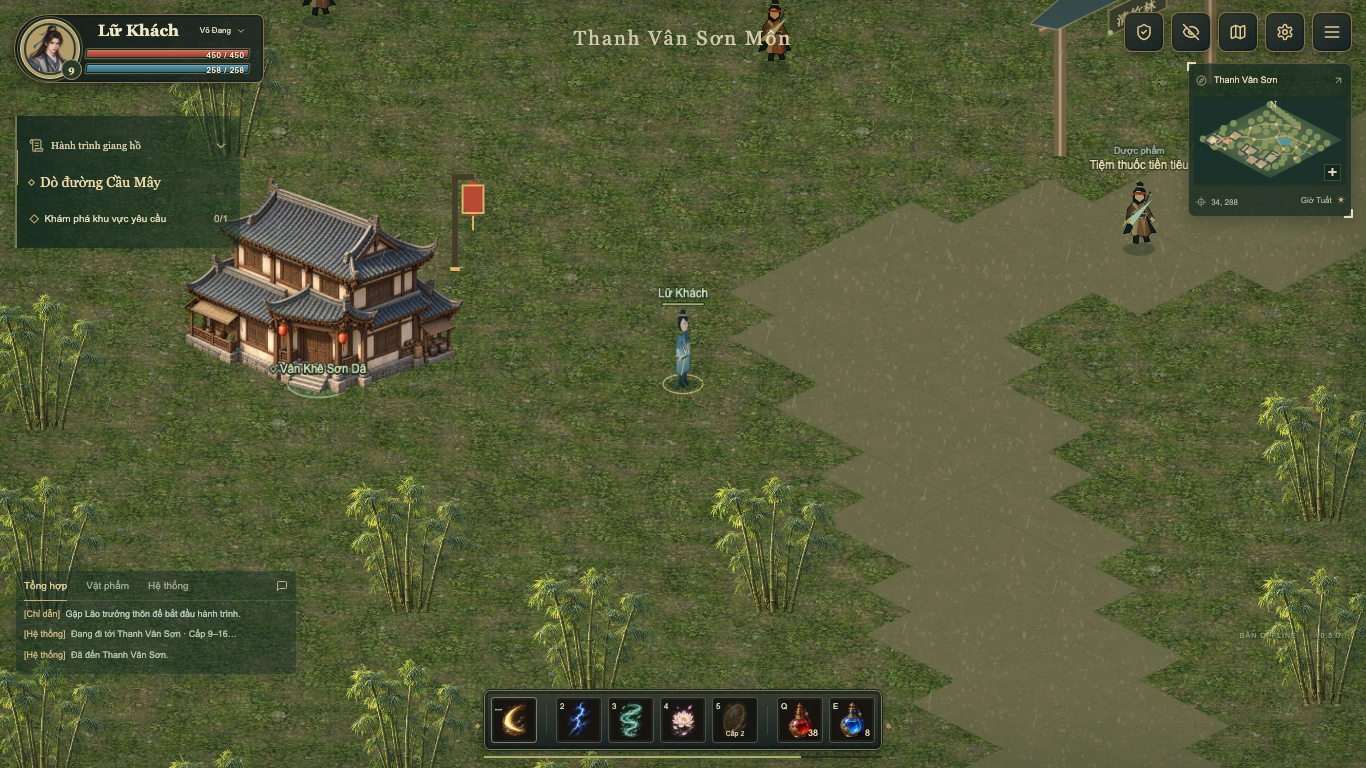 Lữ Khách
Võ Đang
450 / 450
258 / 258
9
Thanh Vân Sơn Môn
Thanh Vân Sơn
N
34, 288
Giờ Tuất
Hành trình giang hồ
Dò đường Cầu Mây
Khám phá khu vực yêu cầu
0/1
Dược phẩm
Tiệm thuốc tiền tiêu
Lữ Khách
Vân Khê Sơn Dã
Tổng hợp
Vật phẩm
Hệ thống
[Chỉ dẫn] Gặp Lão trưởng thôn để bắt đầu hành trình.
[Hệ thống] Đang đi tới Thanh Vân Sơn · Cấp 9–16...
[Hệ thống] Đã đến Thanh Vân Sơn.
2
3
4
5
Cấp 2
Q
38
E
8